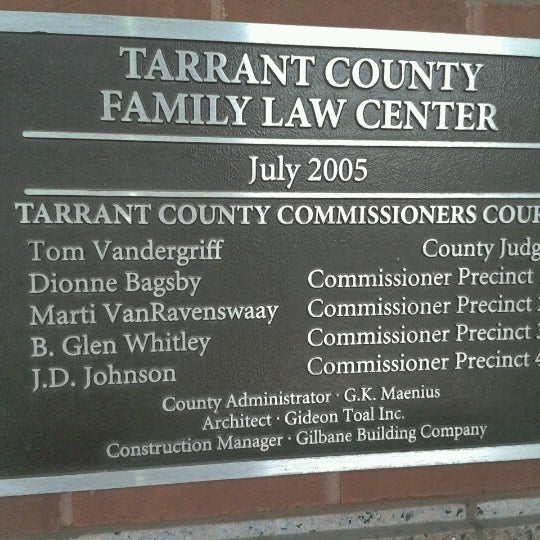 TARRANT COUNTY
FAMILY LAW CENTER
July 2005
TARRANT COUNTY COMMISSIONERS COUR
Tom Vandergriff County Judg
Dionne Bagsby Commissioner Precinct
Marti VanRavenswaay Commissioner Precinct 2
B. Glen Whitley Commissioner Precinct 3
J.D. Johnson Commissioner Precinct 4
County Administrator · G.K. Maenius
Architect · Gideon Toal Inc.
Construction Manager · Gilbane Building Company